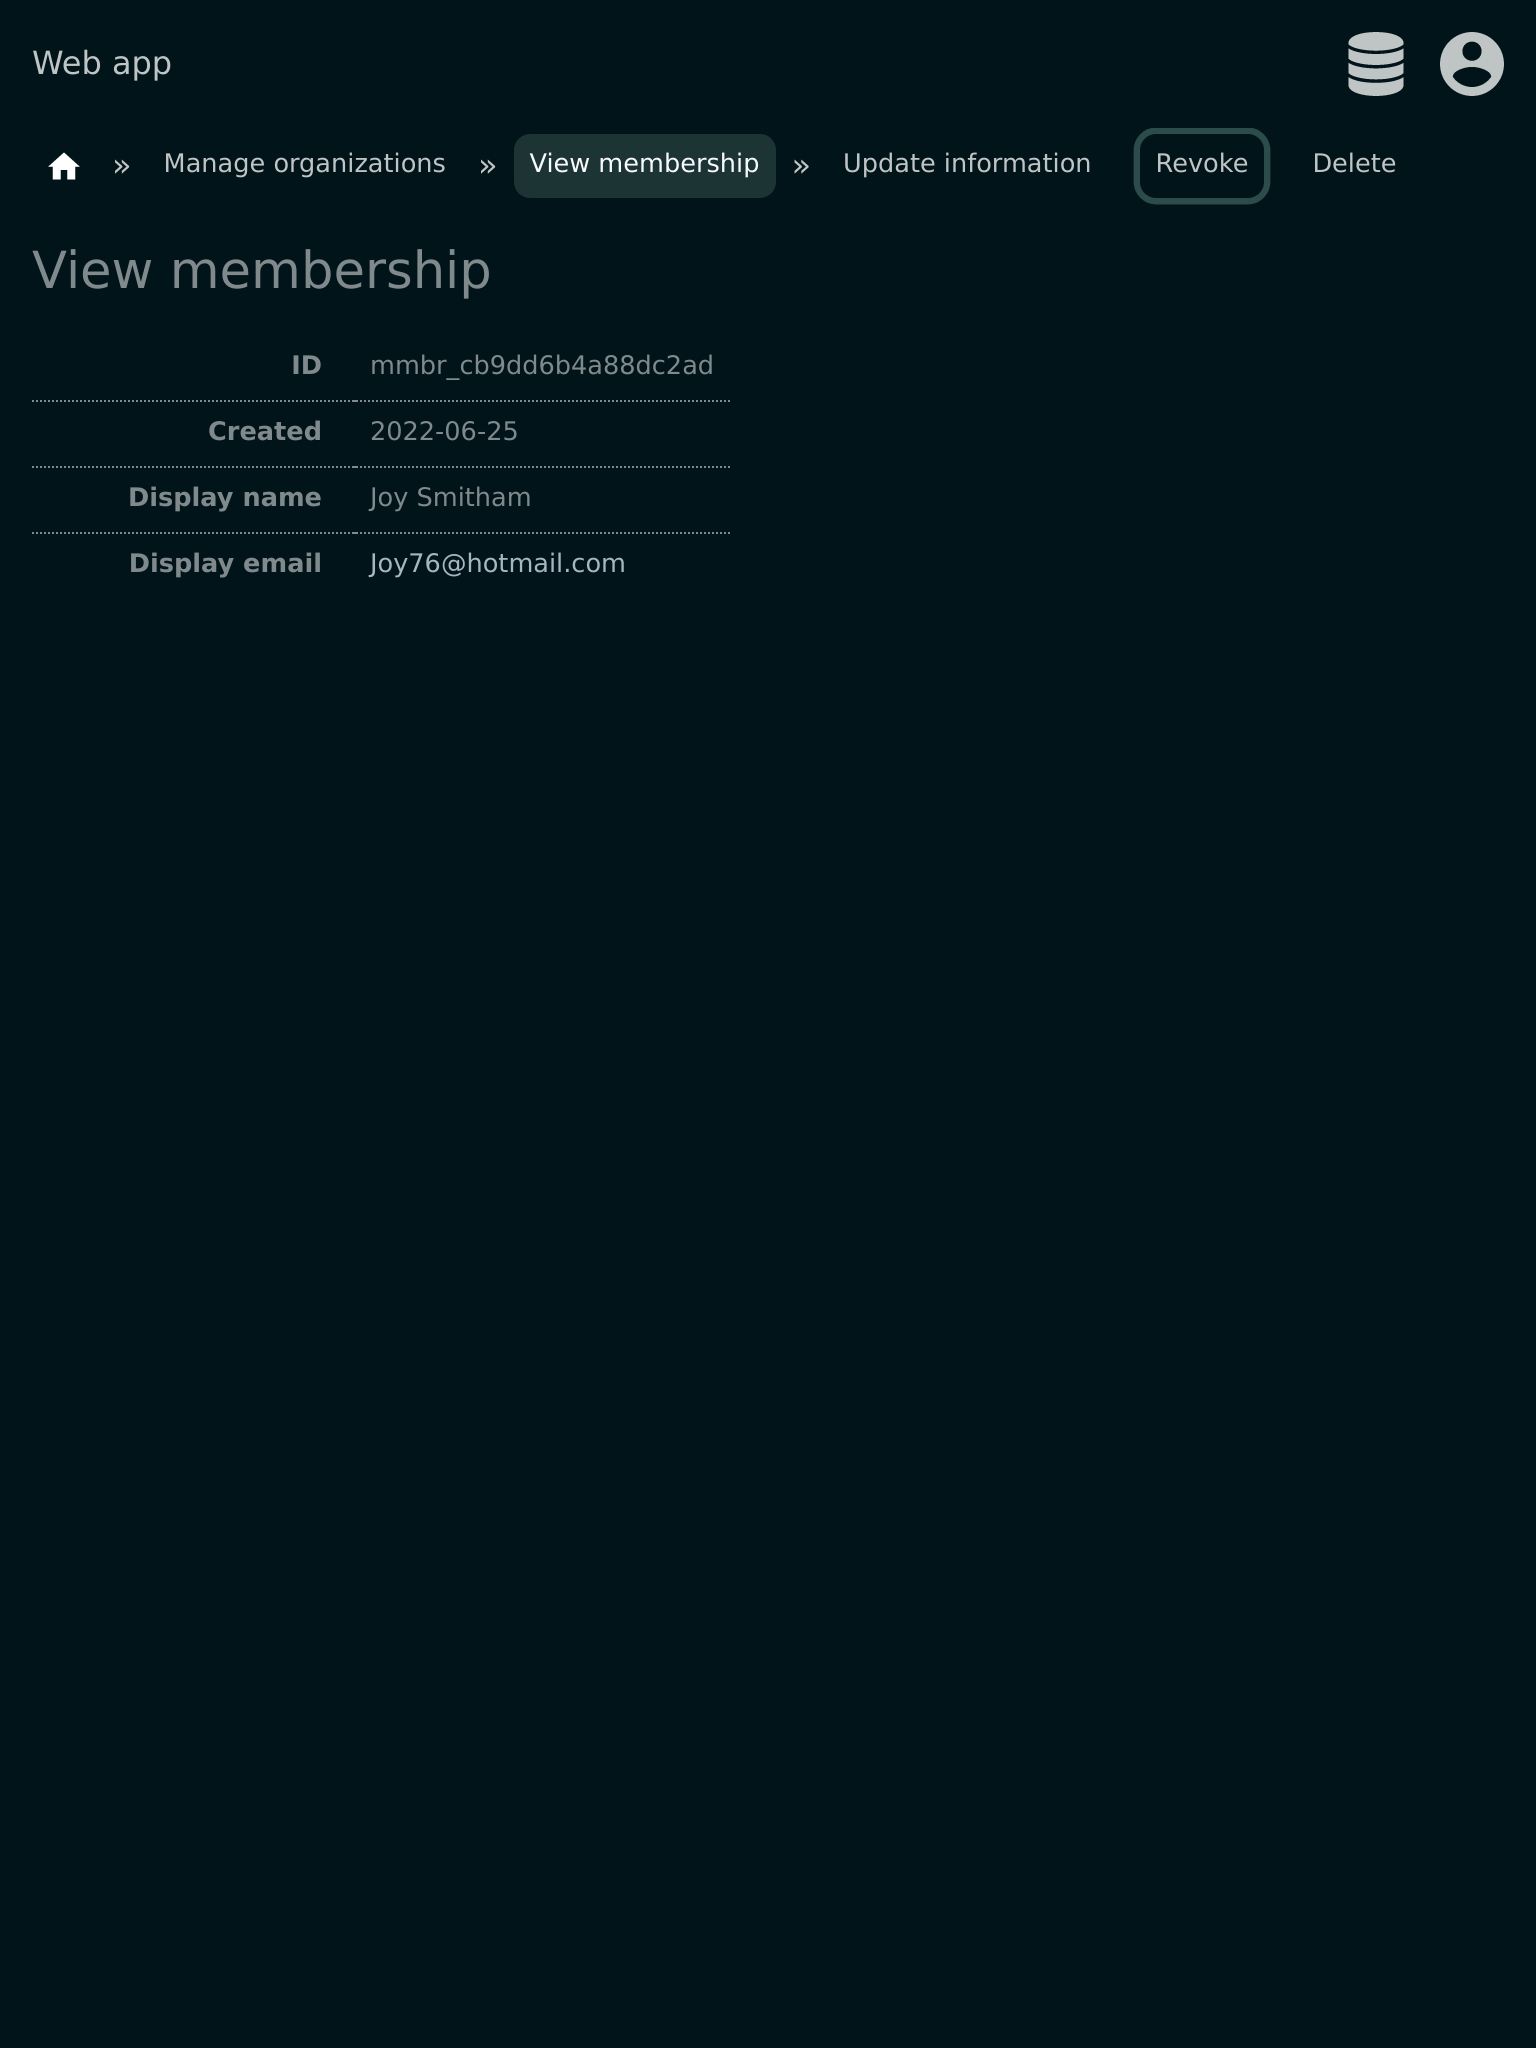 Web app
» Manage organizations » View membership » Update information Revoke Delete
View membership
ID mmbr_cb9dd6b4a88dc2ad
Created 2022-06-25
Display name Joy Smitham
Display email Joy76@hotmail.com